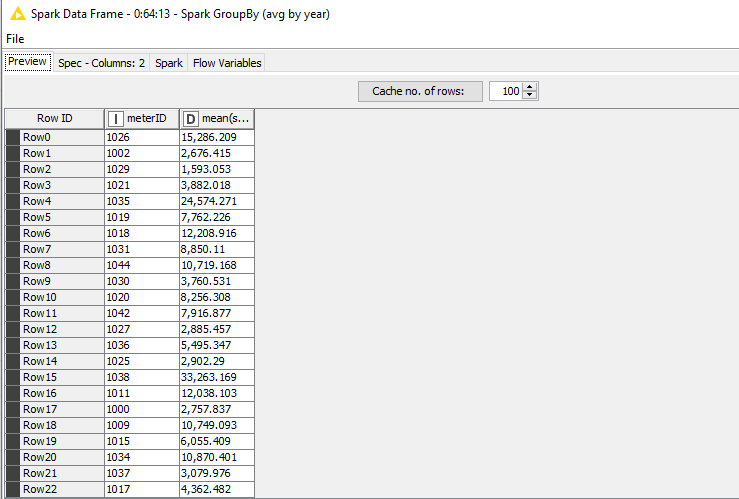 Spark Data Frame - 0:64:13 - Spark GroupBy (avg by year)
File
Preview Spec - Columns: 2 Spark Flow Variables
Cache no. of rows: 100
Row ID I meterID D mean(s...
Row0 1026 15,286.209
Row1 1002 2,676.415
Row2 1029 1,593.053
Row3 1021 3,882.018
Row4 1035 24,574.271
Row5 1019 7,762.226
Row6 1018 12,208.916
Row7 1031 8,850.11
Row8 1044 10,719.168
Row9 1030 3,760.531
Row10 1020 8,256.308
Row11 1042 7,916.877
Row12 1027 2,885.457
Row13 1036 5,495.347
Row14 1025 2,902.29
Row15 1038 33,263.169
Row16 1011 12,038.103
Row17 1000 2,757.837
Row18 1009 10,749.093
Row19 1015 6,055.409
Row20 1034 10,870.401
Row21 1037 3,079.976
Row22 1017 4,362.482